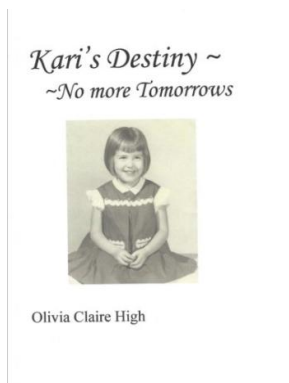 Kari's Destiny ~
~No more Tomorrows
Olivia Claire High